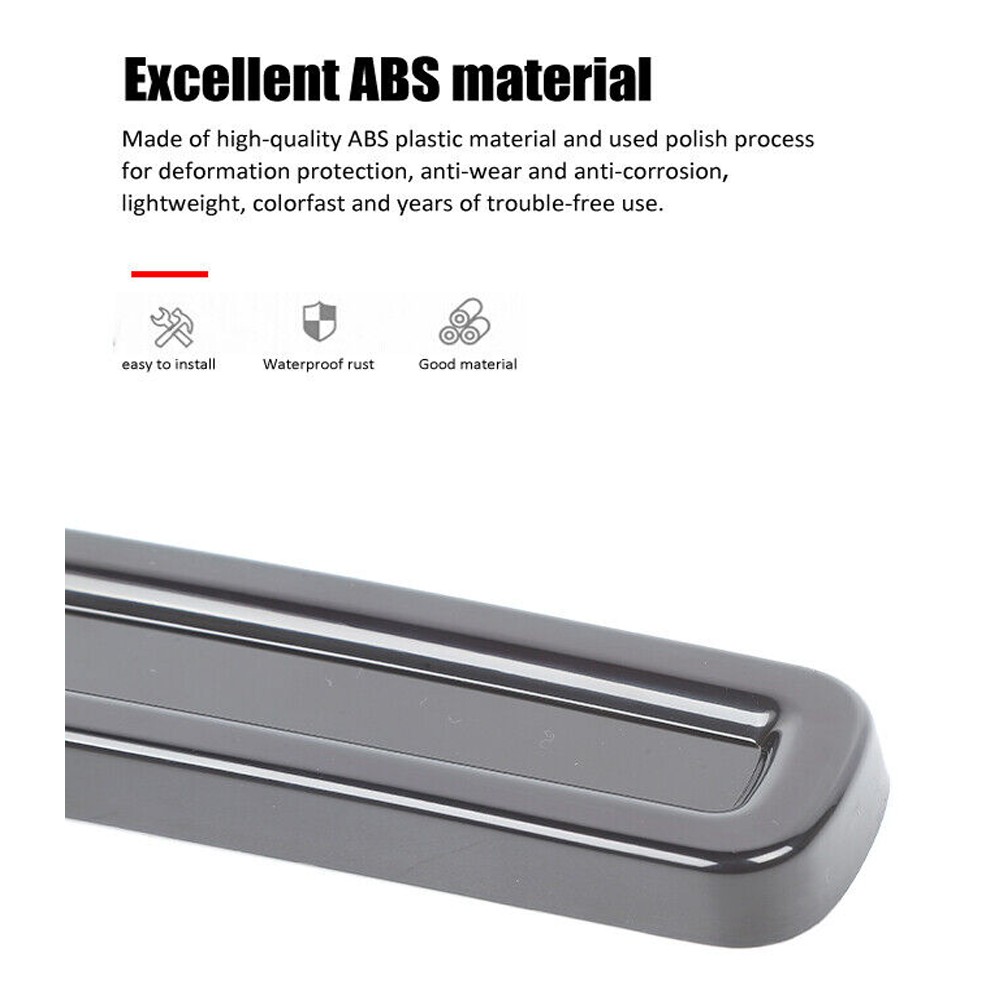 Excellent ABS material
Made of high-quality ABS plastic material and used polish process
for deformation protection, anti-wear and anti-corrosion,
lightweight, colorfast and years of trouble-free use.
easy to install
Waterproof rust
Good material